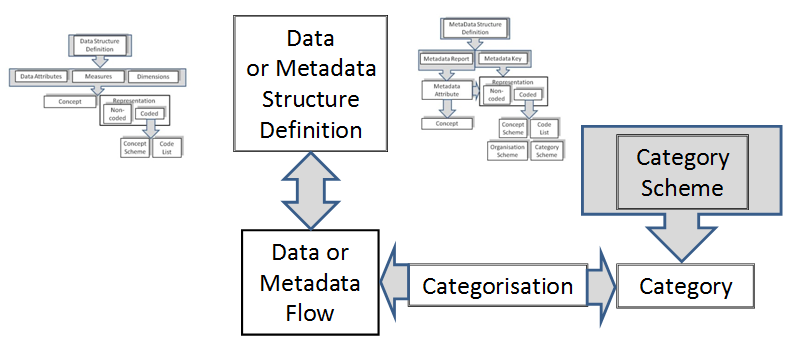 Data Structure
Definition
Data Attributes
Measures
Dimensions
Concept
Representation
Non-
coded
Coded
Concept
Scheme
Code
List
Data
or Metadata
Structure
Definition
MetaData Structure
Definition
Metadata Report
Metadata Key
Metadata
Attribute
Representation
Non-
coded
Coded
Concept
Concept
Scheme
Code
List
Organisation
Scheme
Category
Scheme
Category
Scheme
Data or
Metadata
Flow
Categorisation
Category